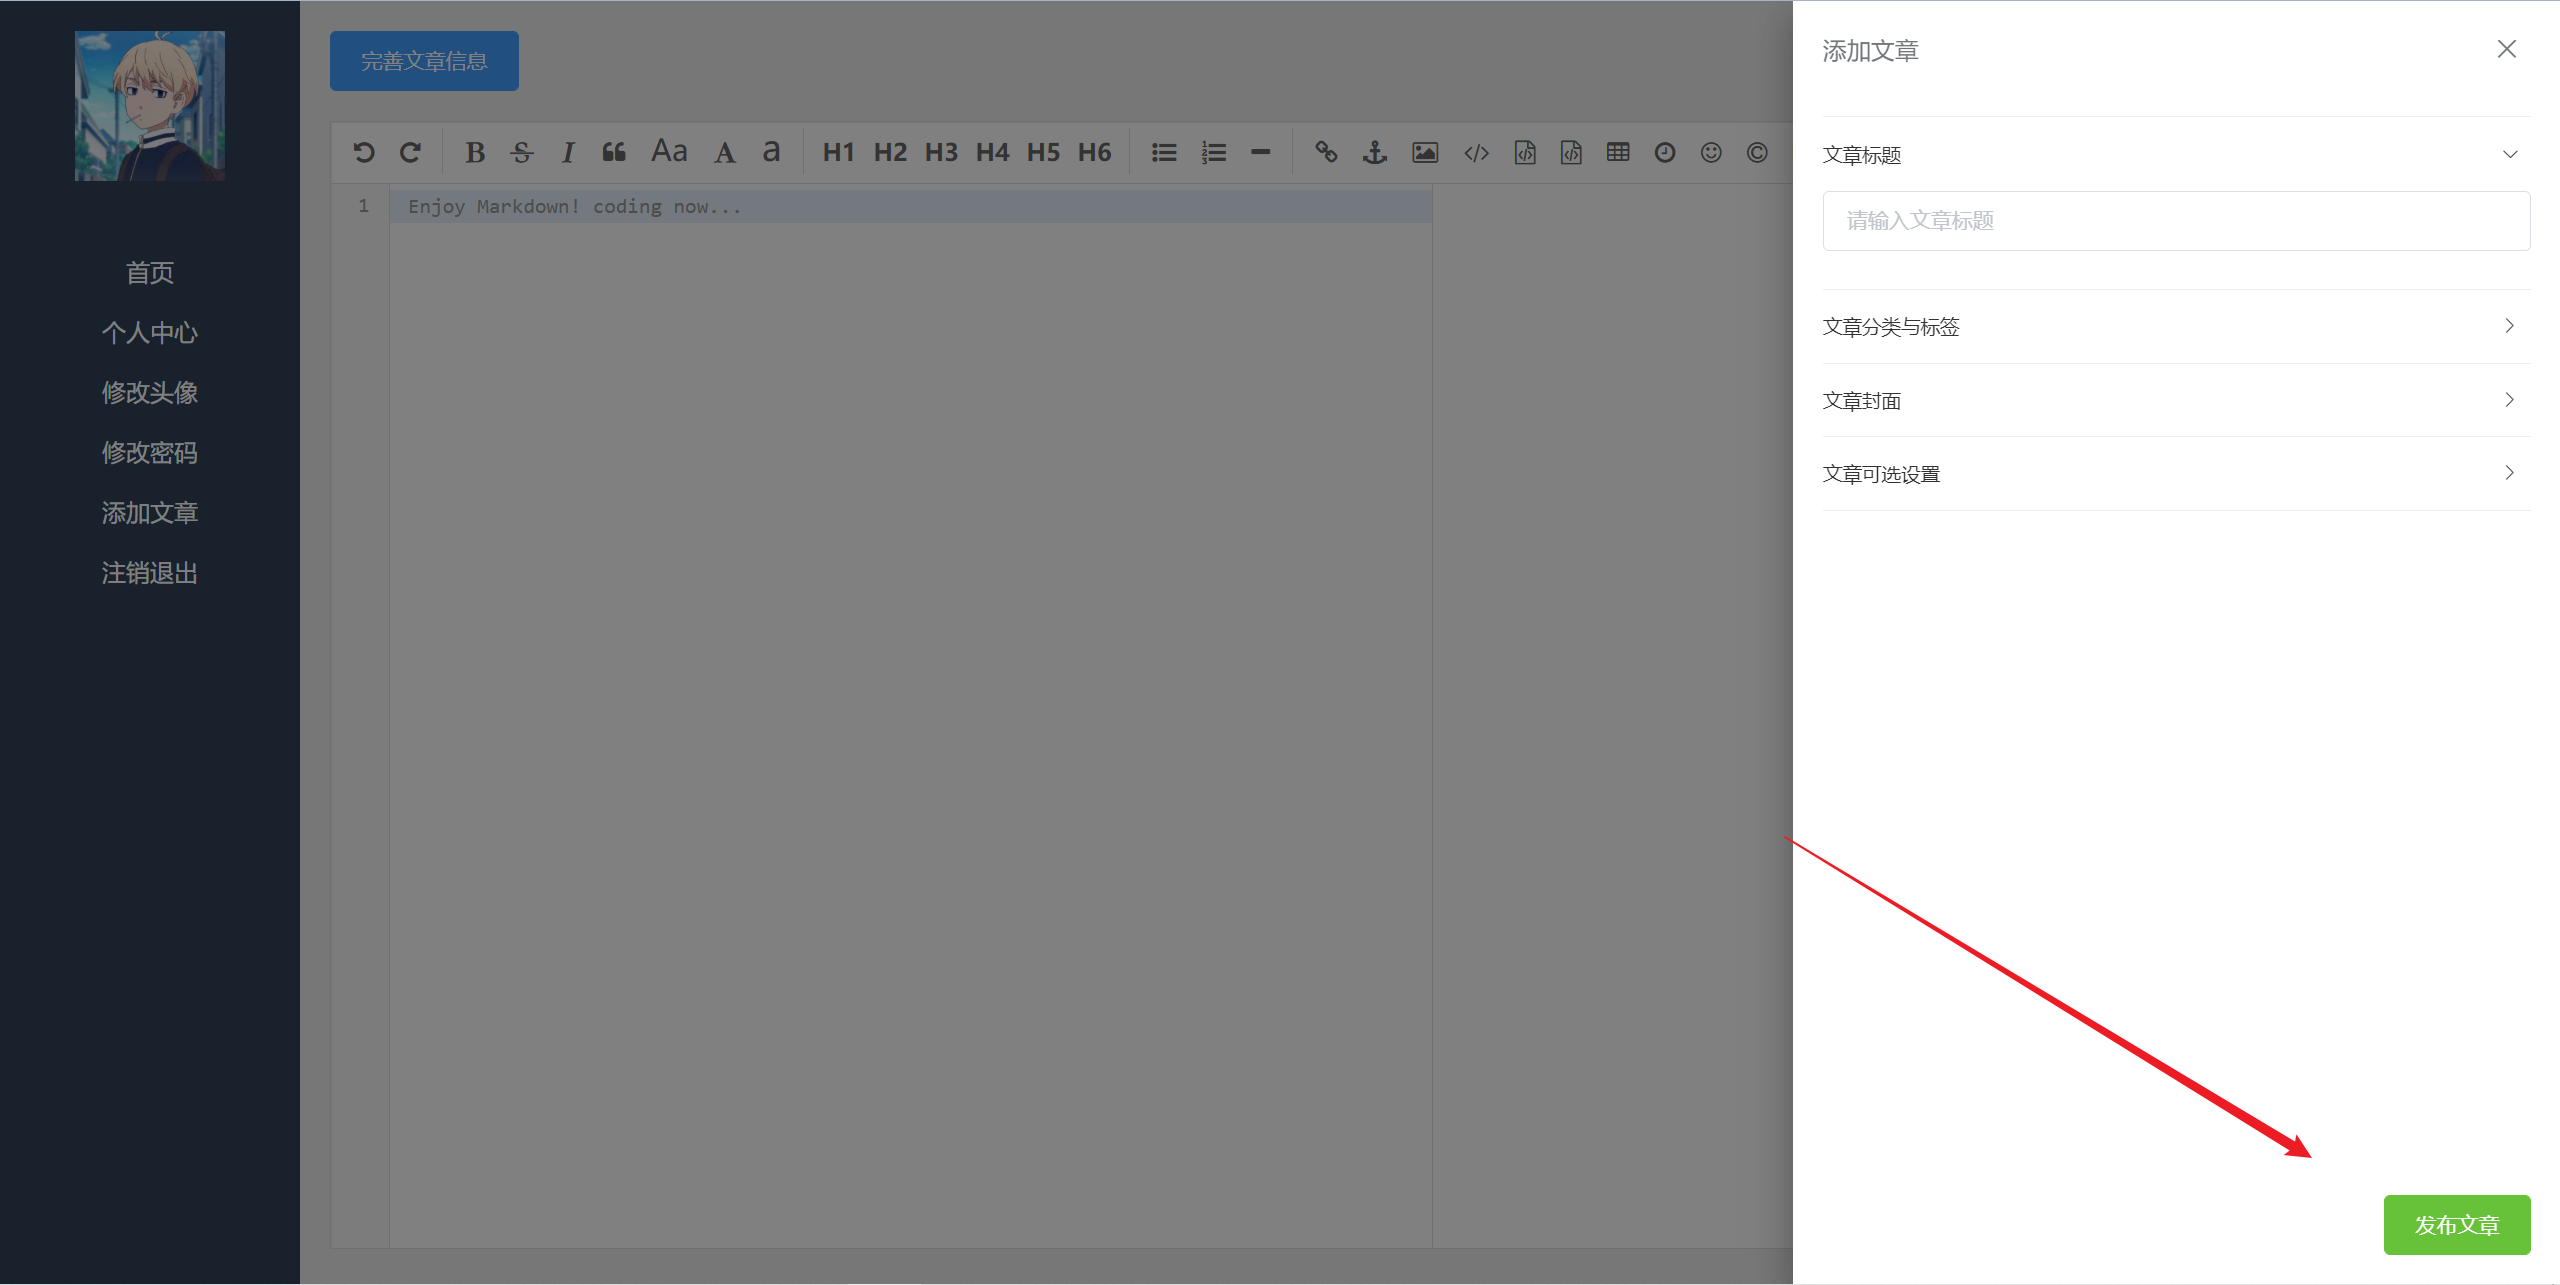 首页
个人中心
修改头像
修改密码
添加文章
注销退出
完善文章信息
B S I Aa A a H1 H2 H3 H4 H5 H6
1 Enjoy Markdown! coding now...
添加文章
文章标题
请输入文章标题
文章分类与标签
文章封面
文章可选设置
发布文章